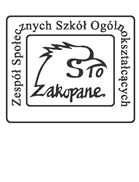 Zespół Społecznych Szkół Ogólnokształcących
STO
Zakopane